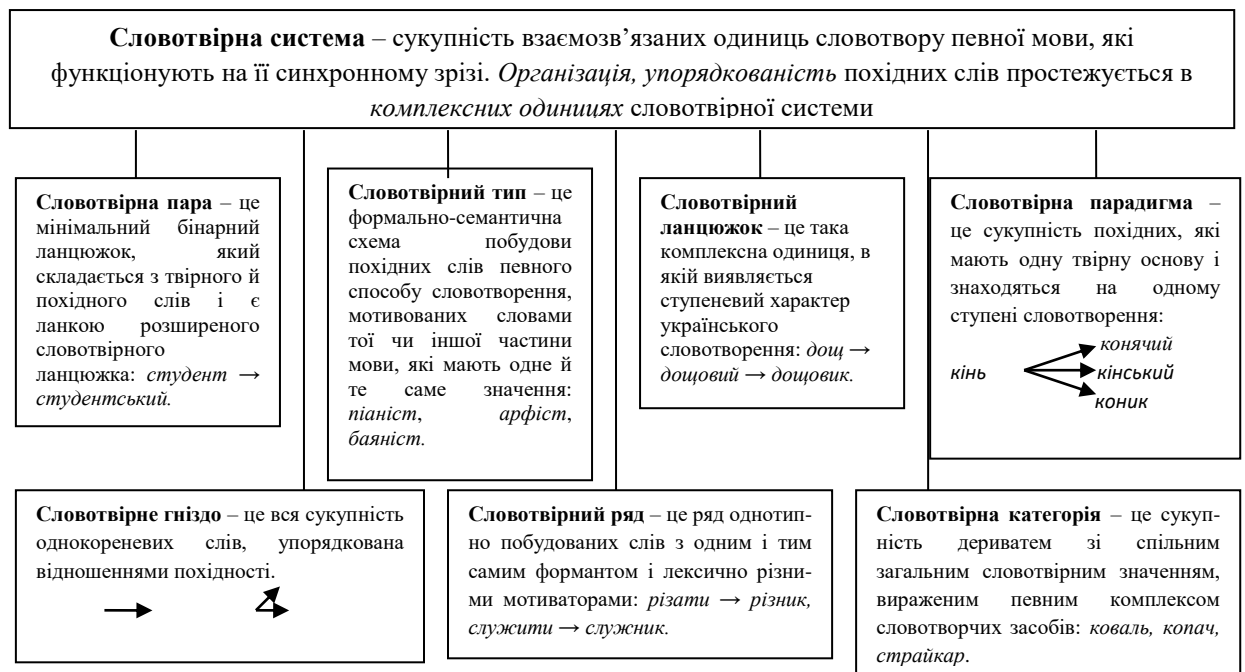 Словотвірна система – сукупність взаємозв’язаних одиниць словотвору певної мови, які
функціонують на її синхронному зрізі. Організація, упорядкованість похідних слів простежується в
комплексних одиницях словотвірної системи
Словотвірна пара – це
мінімальний бінарний
ланцюжок, який
складається з твірного й
похідного слів і є
ланкою розширеного
словотвірного
ланцюжка: студент →
студентський.
Словотвірний тип – це
формально-семантична
схема побудови
похідних слів певного
способу словотворення,
мотивованих словами
тої чи іншої частини
мови, які мають одне й
те саме значення:
піаніст, арфіст,
баяніст.
Словотвірний
ланцюжок – це така
комплексна одиниця, в
якій виявляється
ступеневий характер
українського
словотворення: дощ →
дощовий → дощовик.
Словотвірна парадигма –
це сукупність похідних, які
мають одну твірну основу і
знаходяться на одному
ступені словотворення:
конячий
кінь кінський
коник
Словотвірне гніздо – це вся сукупність
однокореневих слів, упорядкована
відношеннями похідності.
Словотвірний ряд – це ряд однотип-
но побудованих слів з одним і тим
самим формантом і лексично різни-
ми мотиваторами: різати → різник,
служити → служник.
Словотвірна категорія – це сукуп-
ність дериватем зі спільним
загальним словотвірним значенням,
вираженим певним комплексом
словотворчих засобів: коваль, копач,
страйкар.